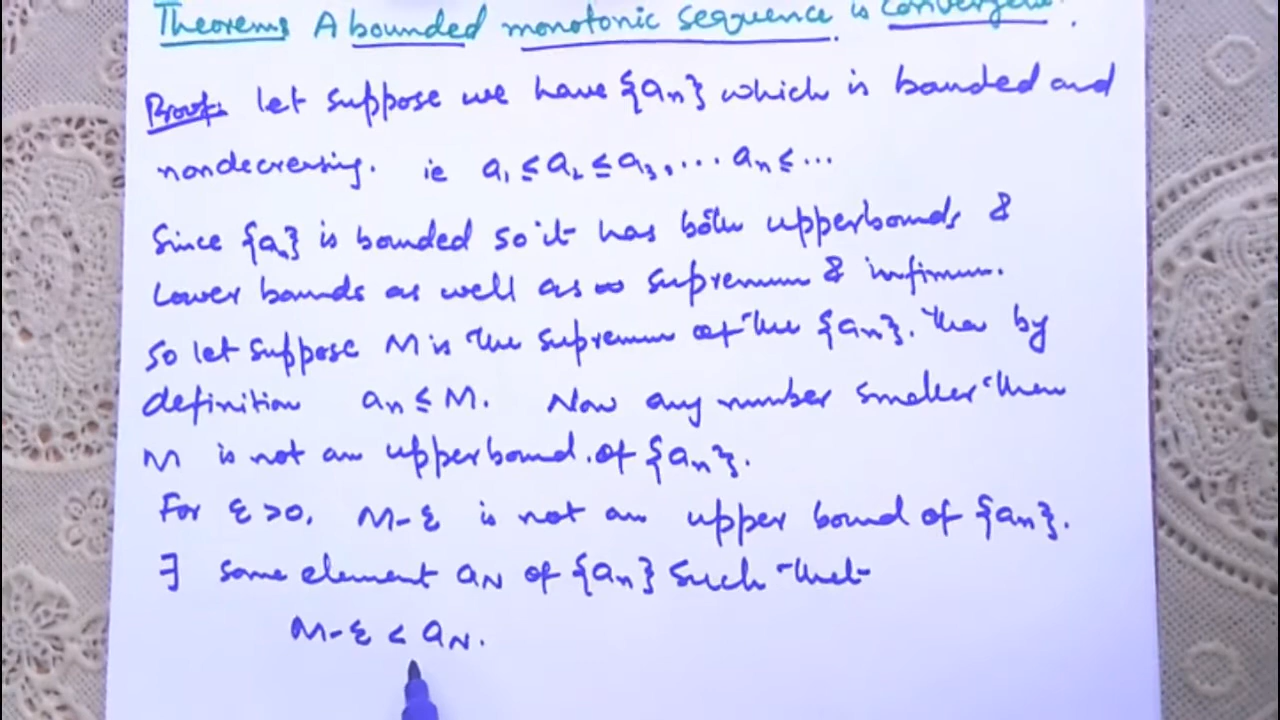 Theorem: A bounded monotonic sequence is convergent.
Proof: let suppose we have {aₙ} which is bounded and
nondecreasing. ie a₁ ≤ a₂ ≤ a₃, ... aₙ ≤ ...
Since {aₙ} is bounded so it has both upperbounds &
Lower bounds as well as supremum & infimum.
So let suppose M is the supremum of the {aₙ}. then by
definition aₙ ≤ M. Now any number smaller than
M is not an upperbound. of {aₙ}.
For ε > 0, M-ε is not an upper bound of {aₙ}.
∃ some element aN of {aₙ} such that
M-ε < aN.